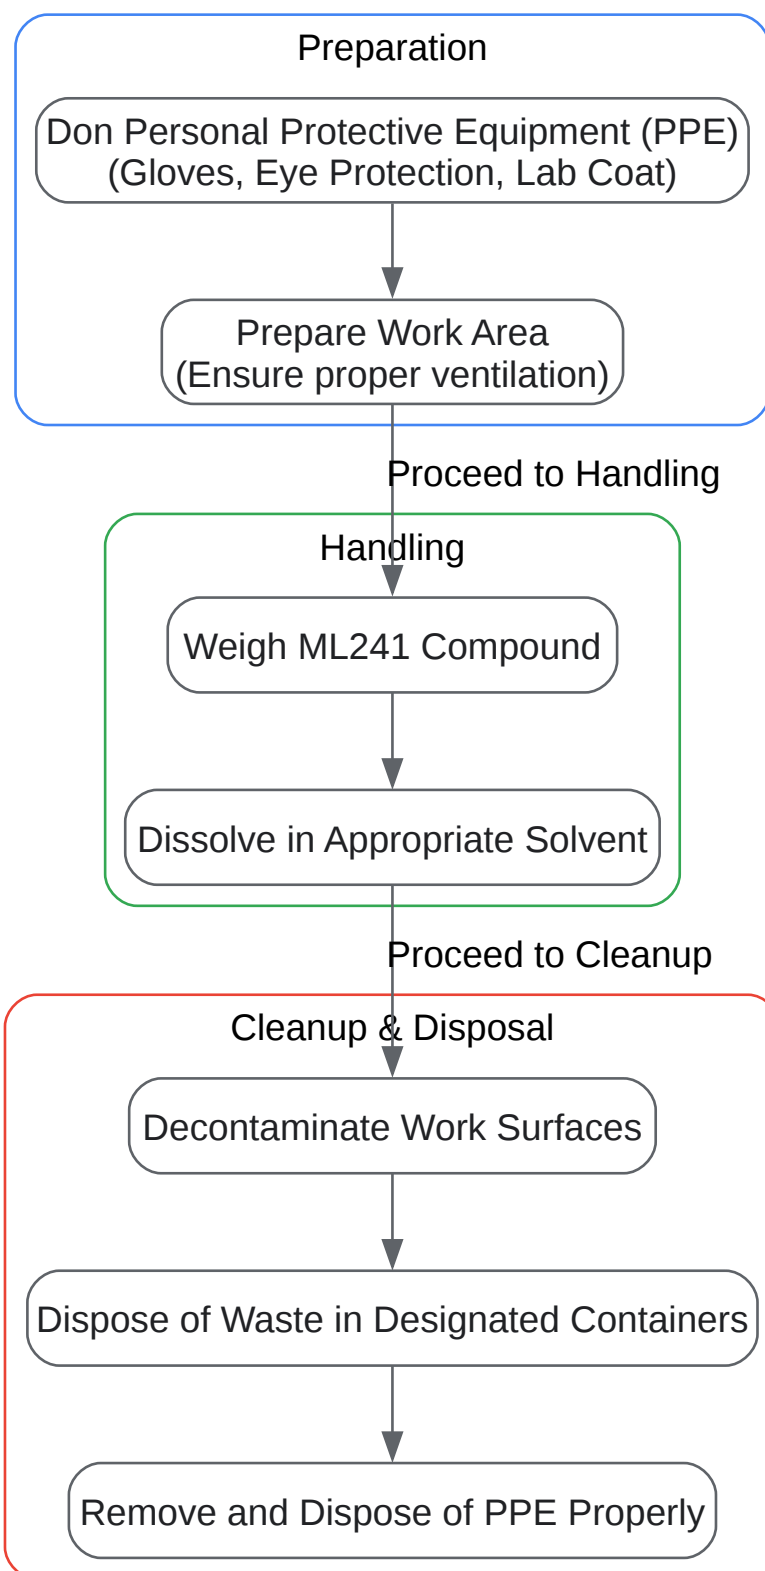 Preparation
Don Personal Protective Equipment (PPE)
(Gloves, Eye Protection, Lab Coat)
Prepare Work Area
(Ensure proper ventilation)
Proceed to Handling
Handling
Weigh ML241 Compound
Dissolve in Appropriate Solvent
Proceed to Cleanup
Cleanup & Disposal
Decontaminate Work Surfaces
Dispose of Waste in Designated Containers
Remove and Dispose of PPE Properly